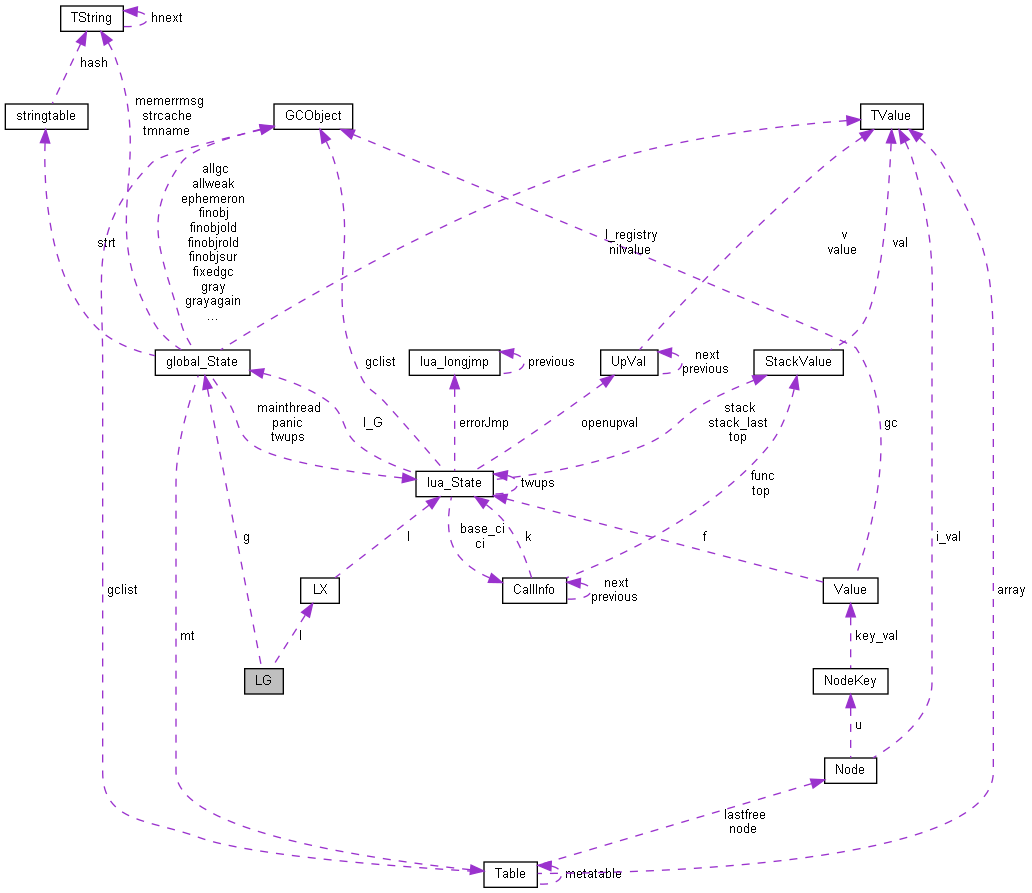 TString
hnext
hash
memerrmsg
strcache
tmname
stringtable
GCObject
TValue
allgc
allweak
ephemeron
finobj
finobjold
finobjrold
finobjsur
fixedgc
gray
grayagain
...
strt
l_registry
nilvalue
v
value
val
global_State
lua_longjmp
previous
UpVal
next
previous
StackValue
gclist
mainthread
panic
twups
l_G
errorJmp
openupval
stack
stack_last
top
gc
lua_State
twups
func
top
g
l
base_ci
ci
k
f
i_val
gclist
LX
CallInfo
next
previous
Value
array
mt
l
key_val
LG
NodeKey
u
Node
lastfree
node
Table
metatable